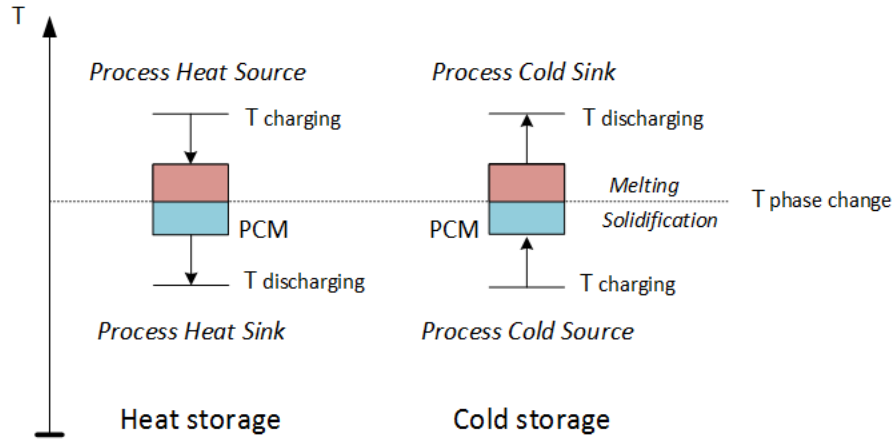 T
Process Heat Source
Process Cold Sink
T charging
T discharging
Melting
T phase change
Solidification
PCM
PCM
T discharging
T charging
Process Heat Sink
Process Cold Source
Heat storage
Cold storage